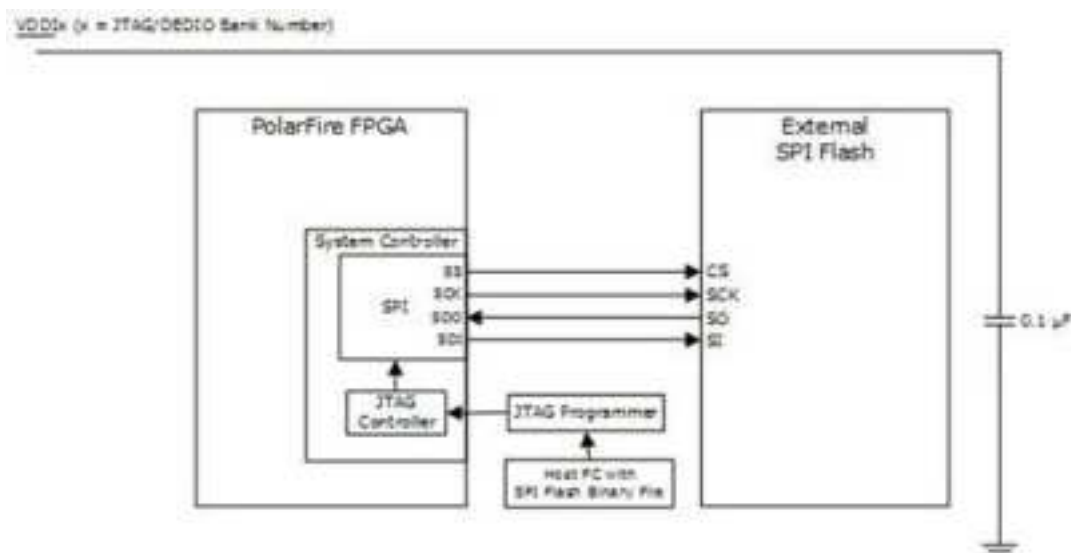 VDDIx (x = JTAG/DEDIO Bank Number)
PolarFire FPGA
External
SPI Flash
System Controller
SPI
SS
SCK
SDO
SDI
CS
SCK
SO
SI
0.1 µF
JTAG
Controller
JTAG Programmer
Host PC with
SPI Flash Binary File